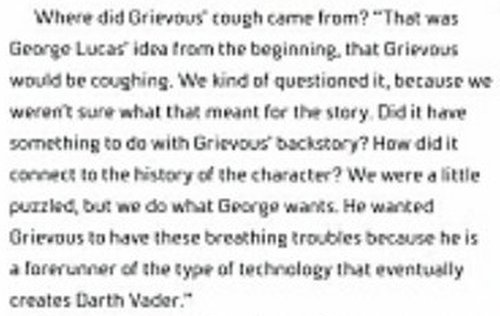 Where did Grievous' cough came from? "That was
George Lucas' idea from the beginning, that Grievous
would be coughing. We kind of questioned it, because we
weren't sure what that meant for the story. Did it have
something to do with Grievous' backstory? How did it
connect to the history of the character? We were a little
puzzled, but we do what George wants. He wanted
Grievous to have these breathing troubles because he is
a forerunner of the type of technology that eventually
creates Darth Vader."